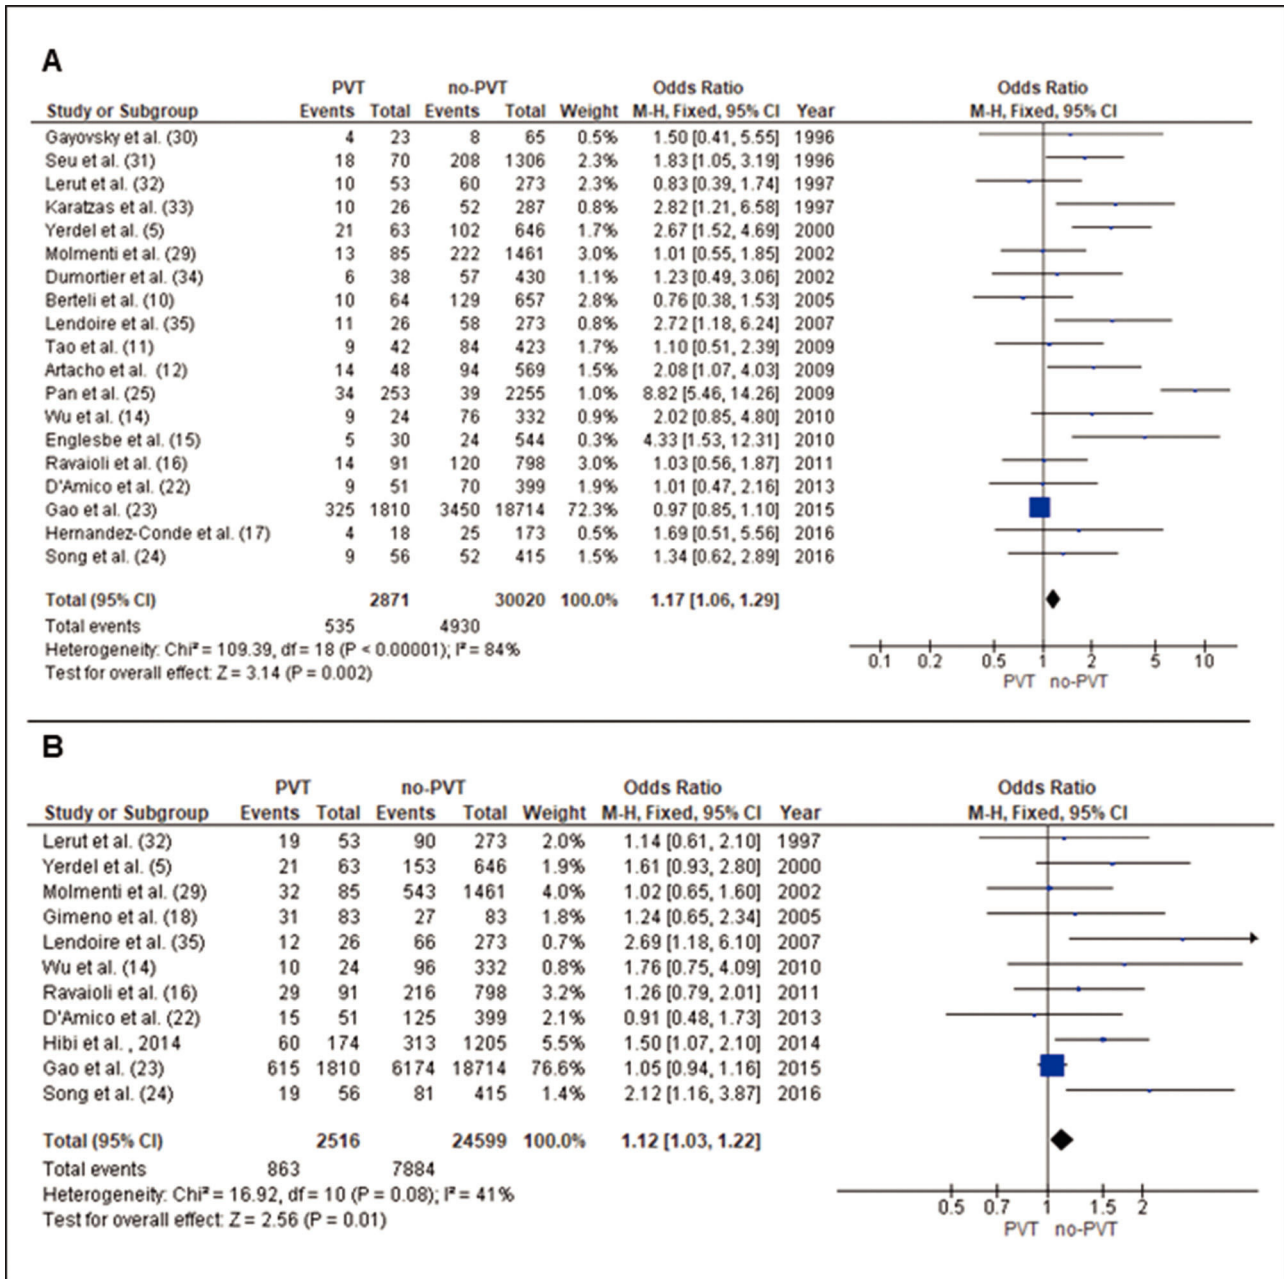 A
PVT no-PVT Odds Ratio Odds Ratio
Study or Subgroup Events Total Events Total Weight M-H, Fixed, 95% CI Year M-H, Fixed, 95% CI
Gayovsky et al. (30) 4 23 8 65 0.5% 1.50 [0.41, 5.55] 1996
Seu et al. (31) 18 70 208 1306 2.3% 1.83 [1.05, 3.19] 1996
Lerut et al. (32) 10 53 60 273 2.3% 0.83 [0.39, 1.74] 1997
Karatzas et al. (33) 10 26 52 287 0.8% 2.82 [1.21, 6.58] 1997
Yerdel et al. (5) 21 63 102 646 1.7% 2.67 [1.52, 4.69] 2000
Molmenti et al. (29) 13 85 222 1461 3.0% 1.01 [0.55, 1.85] 2002
Dumortier et al. (34) 6 38 57 430 1.1% 1.23 [0.49, 3.06] 2002
Berteli et al. (10) 10 64 129 657 2.8% 0.76 [0.38, 1.53] 2005
Lendoire et al. (35) 11 26 58 273 0.8% 2.72 [1.18, 6.24] 2007
Tao et al. (11) 9 42 84 423 1.7% 1.10 [0.51, 2.39] 2009
Artacho et al. (12) 14 48 94 569 1.5% 2.08 [1.07, 4.03] 2009
Pan et al. (25) 34 253 39 2255 1.0% 8.82 [5.46, 14.26] 2009
Wu et al. (14) 9 24 76 332 0.9% 2.02 [0.85, 4.80] 2010
Englesbe et al. (15) 5 30 24 544 0.3% 4.33 [1.53, 12.31] 2010
Ravaioli et al. (16) 14 91 120 798 3.0% 1.03 [0.56, 1.87] 2011
D'Amico et al. (22) 9 51 70 399 1.9% 1.01 [0.47, 2.16] 2013
Gao et al. (23) 325 1810 3450 18714 72.3% 0.97 [0.85, 1.10] 2015
Hernandez-Conde et al. (17) 4 18 25 173 0.5% 1.69 [0.51, 5.56] 2016
Song et al. (24) 9 56 52 415 1.5% 1.34 [0.62, 2.89] 2016
Total (95% CI) 2871 30020 100.0% 1.17 [1.06, 1.29]
Total events 535 4930
Heterogeneity: Chi² = 109.39, df = 18 (P < 0.00001); I² = 84%
Test for overall effect: Z = 3.14 (P = 0.002)
0.1 0.2 0.5 1 2 5 10
PVT no-PVT
B
PVT no-PVT Odds Ratio Odds Ratio
Study or Subgroup Events Total Events Total Weight M-H, Fixed, 95% CI Year M-H, Fixed, 95% CI
Lerut et al. (32) 19 53 90 273 2.0% 1.14 [0.61, 2.10] 1997
Yerdel et al. (5) 21 63 153 646 1.9% 1.61 [0.93, 2.80] 2000
Molmenti et al. (29) 32 85 543 1461 4.0% 1.02 [0.65, 1.60] 2002
Gimeno et al. (18) 31 83 27 83 1.8% 1.24 [0.65, 2.34] 2005
Lendoire et al. (35) 12 26 66 273 0.7% 2.69 [1.18, 6.10] 2007
Wu et al. (14) 10 24 96 332 0.8% 1.76 [0.75, 4.09] 2010
Ravaioli et al. (16) 29 91 216 798 3.2% 1.26 [0.79, 2.01] 2011
D'Amico et al. (22) 15 51 125 399 2.1% 0.91 [0.48, 1.73] 2013
Hibi et al. , 2014 60 174 313 1205 5.5% 1.50 [1.07, 2.10] 2014
Gao et al. (23) 615 1810 6174 18714 76.6% 1.05 [0.94, 1.16] 2015
Song et al. (24) 19 56 81 415 1.4% 2.12 [1.16, 3.87] 2016
Total (95% CI) 2516 24599 100.0% 1.12 [1.03, 1.22]
Total events 863 7884
Heterogeneity: Chi² = 16.92, df = 10 (P = 0.08); I² = 41%
Test for overall effect: Z = 2.56 (P = 0.01)
0.5 0.7 1 1.5 2
PVT no-PVT